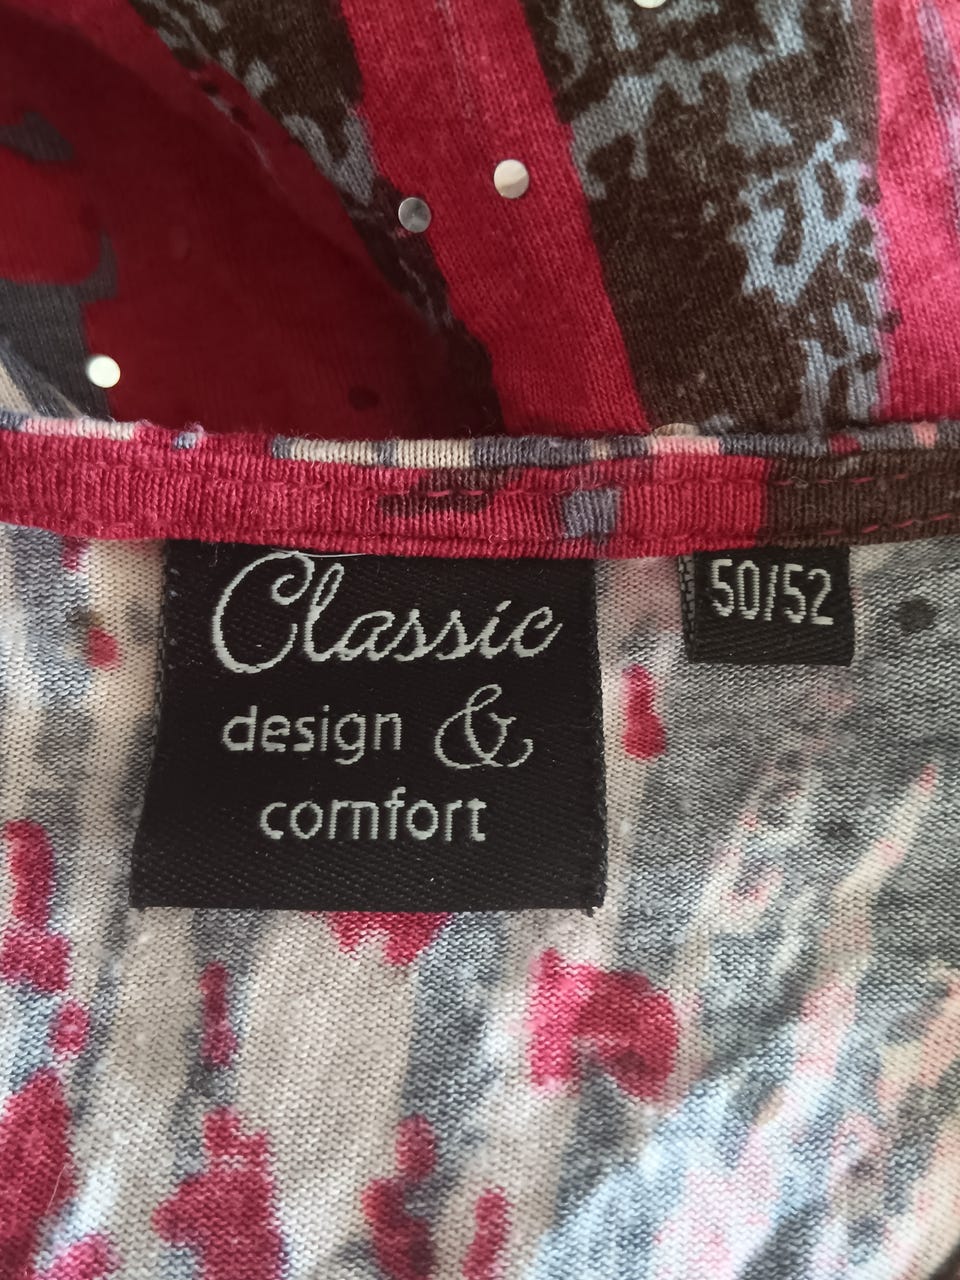 Classic
design &
comfort
50/52